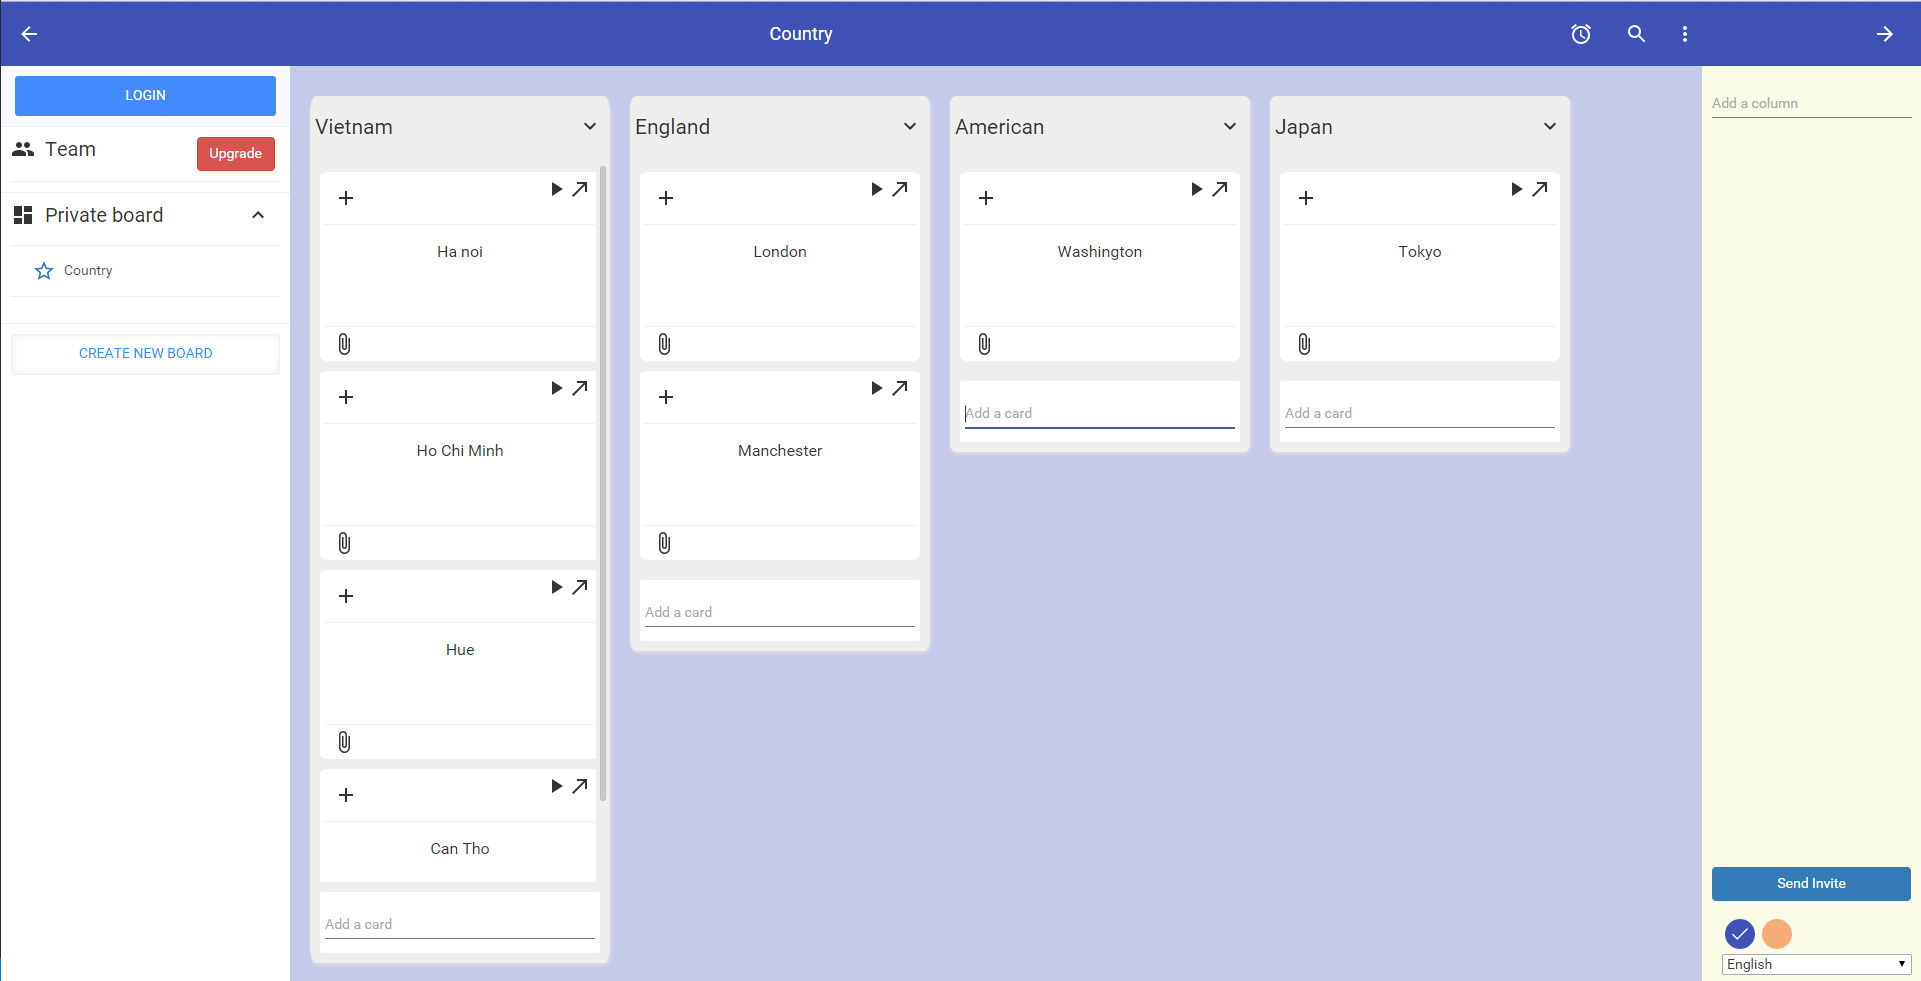 Country
LOGIN
Team
Upgrade
Private board
Country
CREATE NEW BOARD
Vietnam
Ha noi
Ho Chi Minh
Hue
Can Tho
Add a card
England
London
Manchester
Add a card
American
Washington
Add a card
Japan
Tokyo
Add a card
Add a column
Send Invite
English